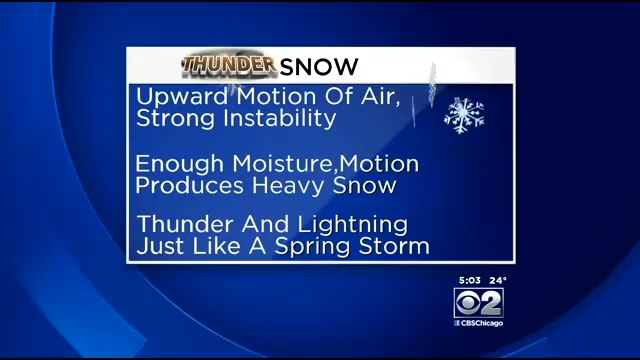 THUNDER SNOW
Upward Motion Of Air,
Strong Instability
Enough Moisture,Motion
Produces Heavy Snow
Thunder And Lightning
Just Like A Spring Storm
5:03 24°
2
CBSChicago